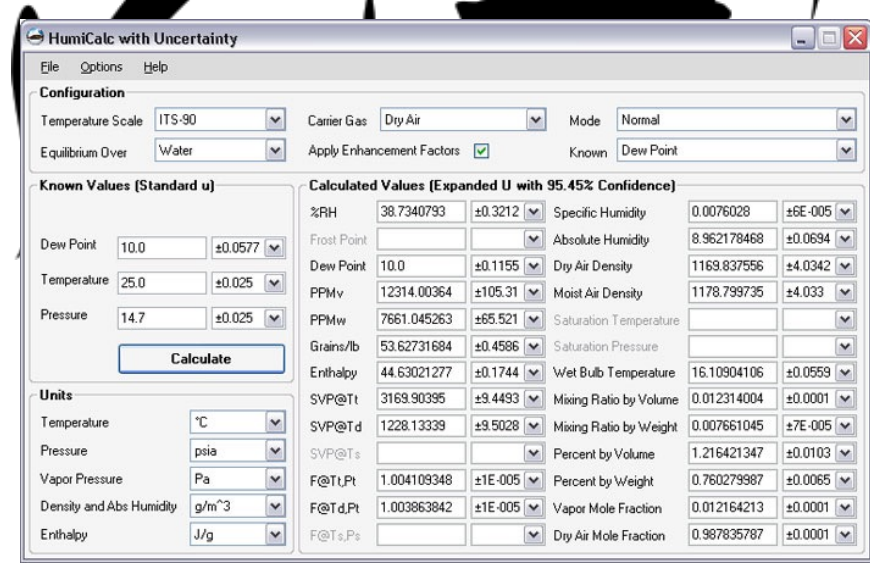 HumiCalc with Uncertainty
File Options Help
Configuration
Temperature Scale ITS-90 Carrier Gas Dry Air Mode Normal
Equilibrium Over Water Apply Enhancement Factors Known Dew Point
Known Values (Standard u) Calculated Values (Expanded U with 95.45% Confidence)
%RH 38.7340793 ±0.3212 Specific Humidity 0.0076028 ±6E-005
Frost Point Absolute Humidity 8.962178468 ±0.0694
Dew Point 10.0 ±0.0577 Dew Point 10.0 ±0.1155 Dry Air Density 1169.837556 ±4.0342
Temperature 25.0 ±0.025 PPMv 12314.00364 ±105.31 Moist Air Density 1178.799735 ±4.033
Pressure 14.7 ±0.025 PPMw 7661.045263 ±65.521 Saturation Temperature
Calculate Grains/lb 53.62731684 ±0.4586 Saturation Pressure
Enthalpy 44.63021277 ±0.1744 Wet Bulb Temperature 16.10904106 ±0.0559
Units SVP@Tt 3169.90395 ±9.4493 Mixing Ratio by Volume 0.012314004 ±0.0001
Temperature °C SVP@Td 1228.13339 ±9.5028 Mixing Ratio by Weight 0.007661045 ±7E-005
Pressure psia SVP@Ts Percent by Volume 1.216421347 ±0.0103
Vapor Pressure Pa F@Tt,Pt 1.004109348 ±1E-005 Percent by Weight 0.760279987 ±0.0065
Density and Abs Humidity g/m^3 F@Td,Pt 1.003863842 ±1E-005 Vapor Mole Fraction 0.012164213 ±0.0001
Enthalpy J/g F@Ts,Ps Dry Air Mole Fraction 0.987835787 ±0.0001